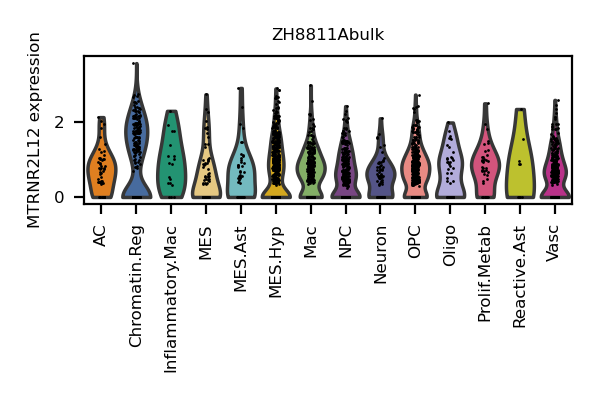 ZH8811Abulk
MTRNR2L12 expression
2
0
AC
Chromatin.Reg
Inflammatory.Mac
MES
MES.Ast
MES.Hyp
Mac
NPC
Neuron
OPC
Oligo
Prolif.Metab
Reactive.Ast
Vasc